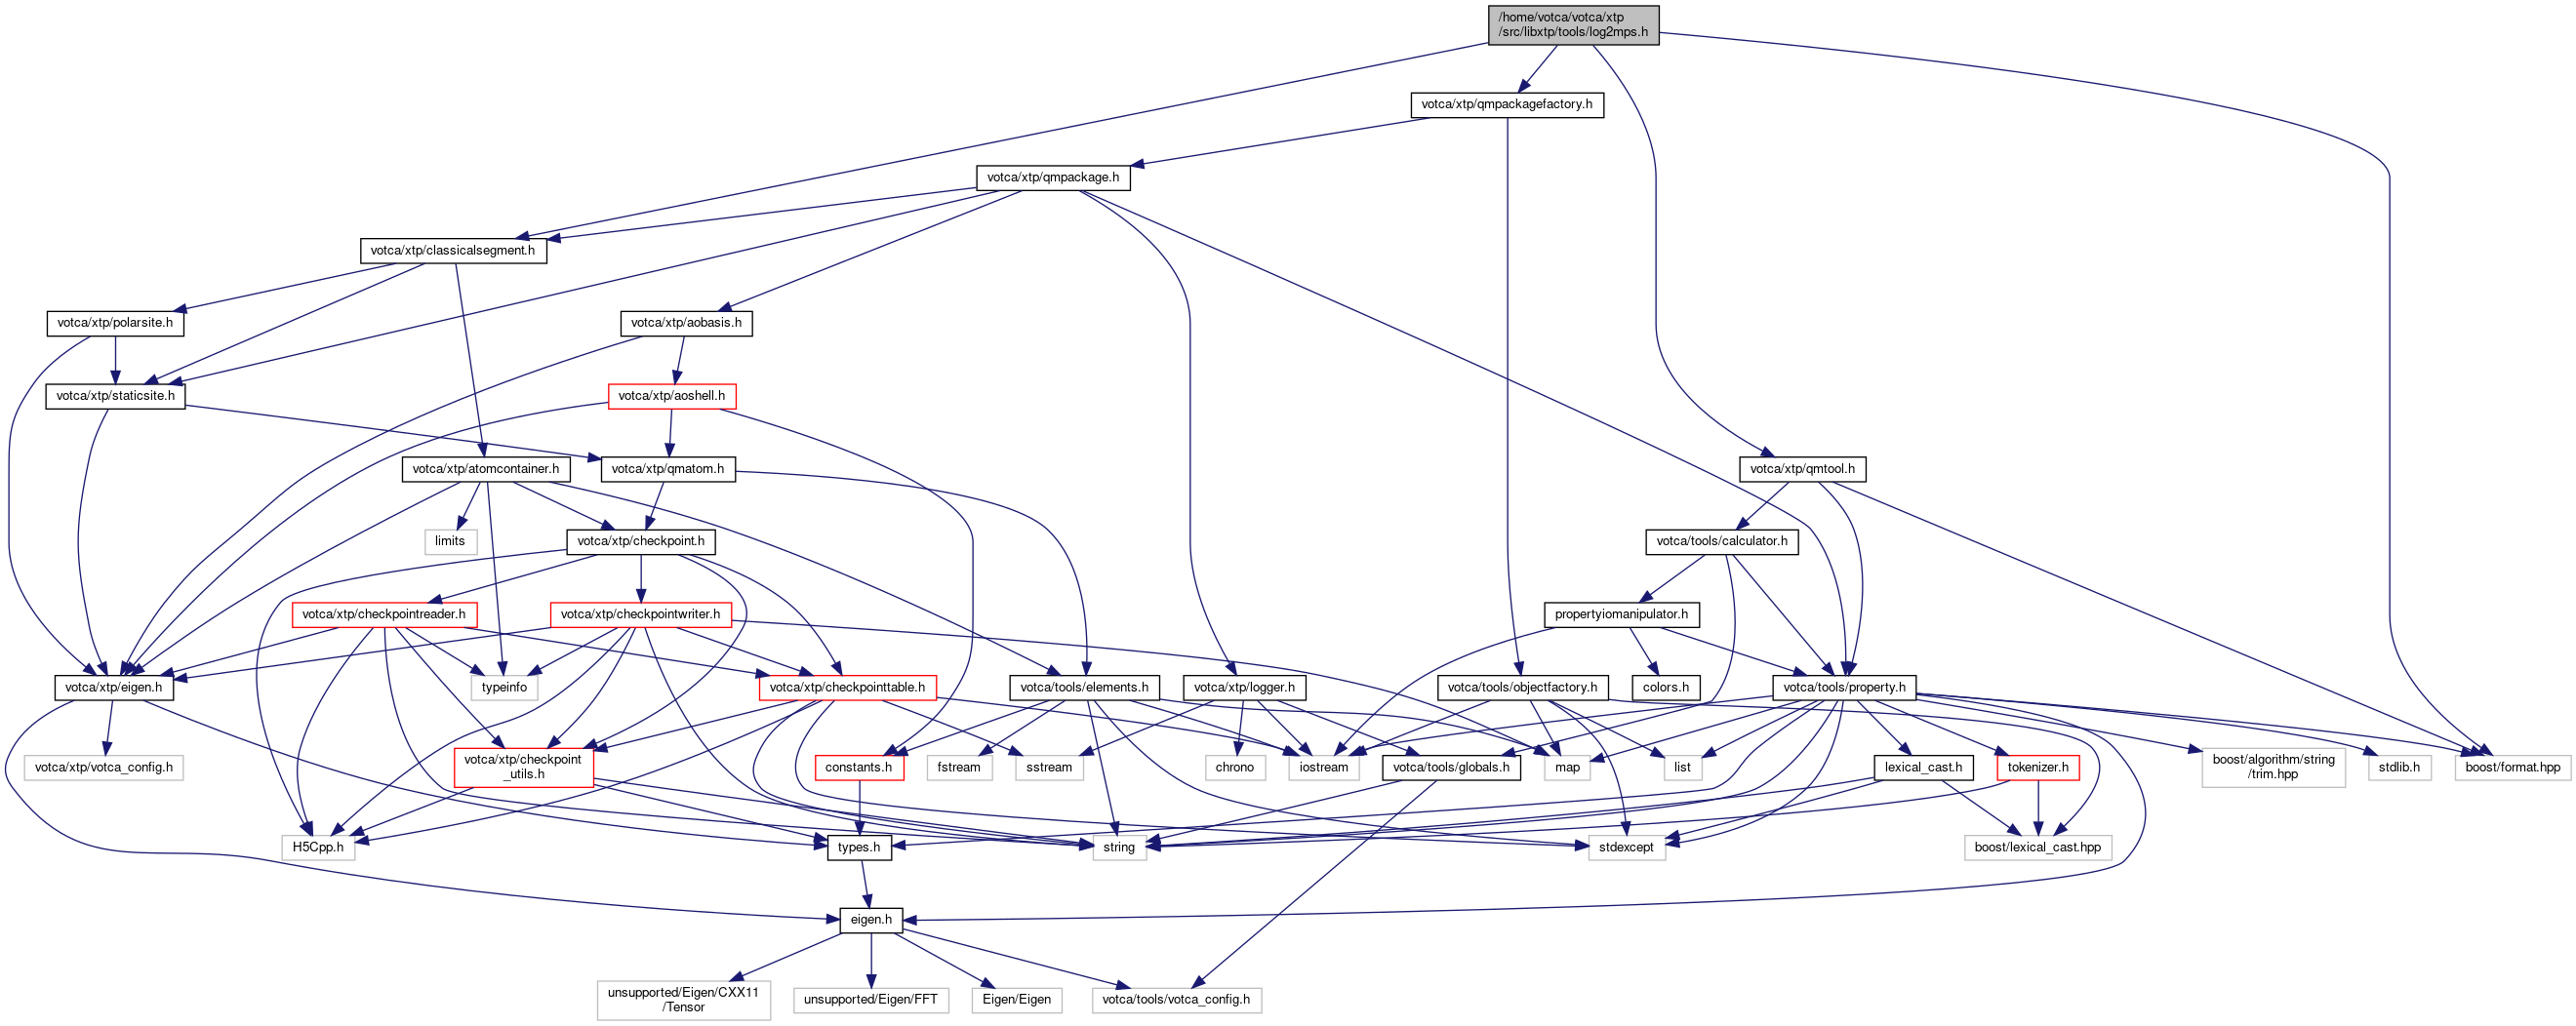 /home/votca/votca/xtp
/src/libxtp/tools/log2mps.h
votca/xtp/qmpackagefactory.h
votca/xtp/qmpackage.h
votca/xtp/classicalsegment.h
votca/xtp/polarsite.h
votca/xtp/aobasis.h
votca/xtp/staticsite.h
votca/xtp/aoshell.h
votca/xtp/atomcontainer.h
votca/xtp/qmatom.h
votca/xtp/qmtool.h
limits
votca/xtp/checkpoint.h
votca/tools/calculator.h
votca/xtp/checkpointreader.h
votca/xtp/checkpointwriter.h
propertyiomanipulator.h
votca/xtp/eigen.h
typeinfo
votca/xtp/checkpointtable.h
votca/tools/elements.h
votca/xtp/logger.h
votca/tools/objectfactory.h
colors.h
votca/tools/property.h
votca/xtp/votca_config.h
votca/xtp/checkpoint
_utils.h
constants.h
fstream
sstream
chrono
iostream
votca/tools/globals.h
map
list
lexical_cast.h
tokenizer.h
boost/algorithm/string
/trim.hpp
stdlib.h
boost/format.hpp
H5Cpp.h
types.h
string
stdexcept
boost/lexical_cast.hpp
eigen.h
unsupported/Eigen/CXX11
/Tensor
unsupported/Eigen/FFT
Eigen/Eigen
votca/tools/votca_config.h